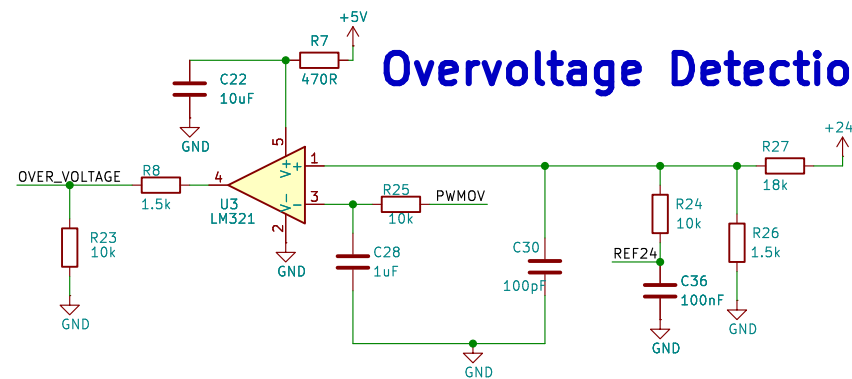 +5V
R7
470R
Overvoltage Detectio
C22
10uF
GND
+24
R27
18k
5
V+
+
1
OVER_VOLTAGE
R8
1.5k
4
U3
LM321
V-
-
3
2
R25
10k
PWMOV
R24
10k
R26
1.5k
R23
10k
GND
C28
1uF
C30
100pF
REF24
C36
100nF
GND
GND
GND
GND
GND